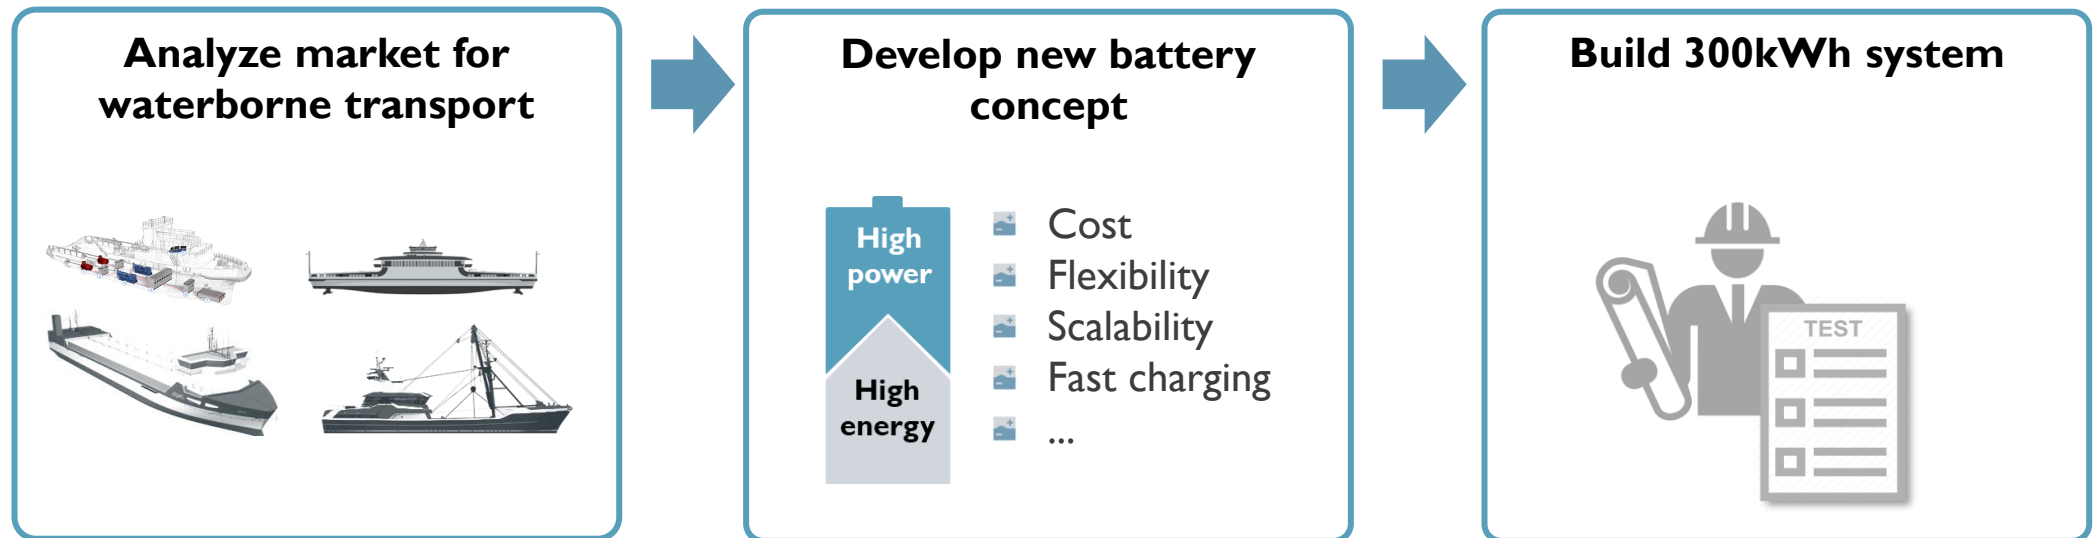 Analyze market for
waterborne transport
Develop new battery
concept
High
power
High
energy
Cost
Flexibility
Scalability
Fast charging
...
Build 300kWh system
TEST